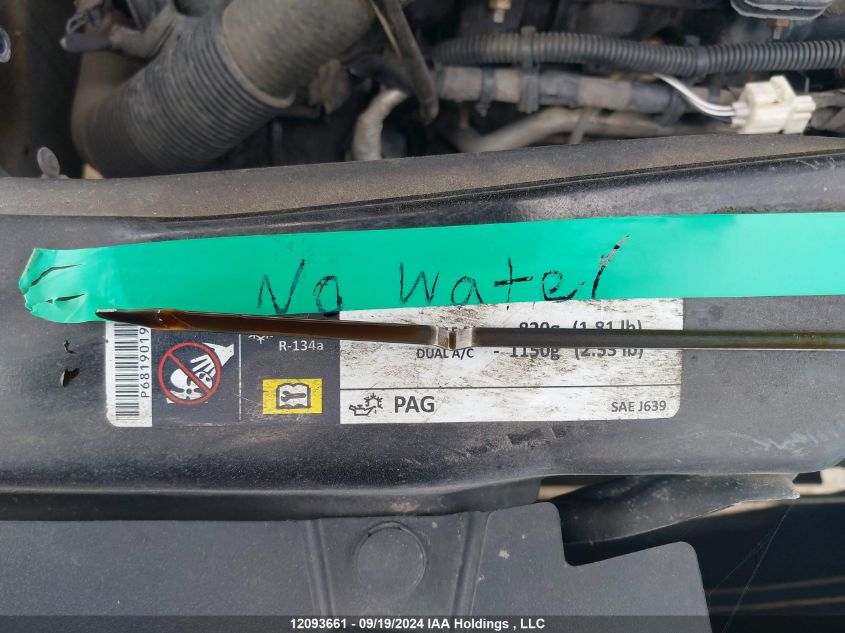 No water
820g (1.81 lb)
R-134a
DUAL A/C - 1150g (2.53 lb)
PAG
SAE J639
P6819019
12093661 - 09/19/2024 IAA Holdings , LLC